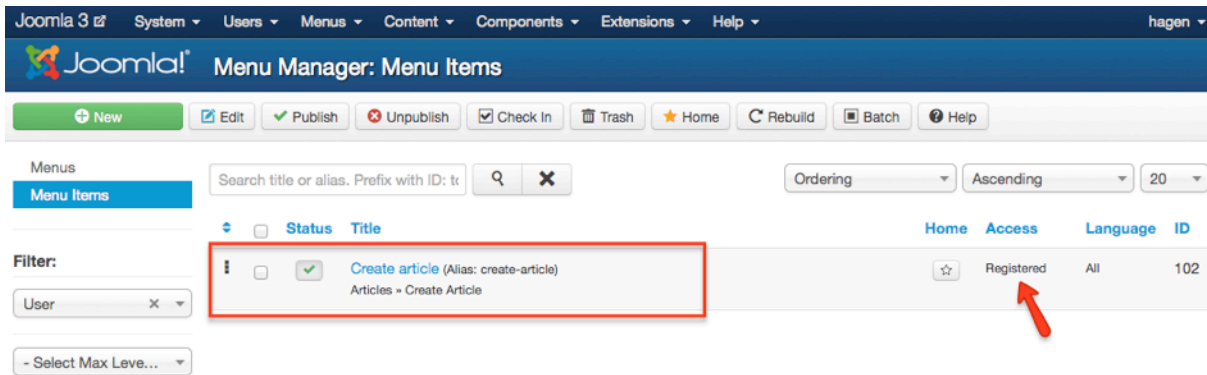 Joomla 3 System Users Menus Content Components Extensions Help hagen
Joomla!® Menu Manager: Menu Items
New Edit Publish Unpublish Check In Trash Home Rebuild Batch Help
Menus
Menu Items
Search title or alias. Prefix with ID: to
Ordering Ascending 20
Status Title Home Access Language ID
Filter:
Create article (Alias: create-article) Registered All 102
Articles » Create Article
User
- Select Max Leve...